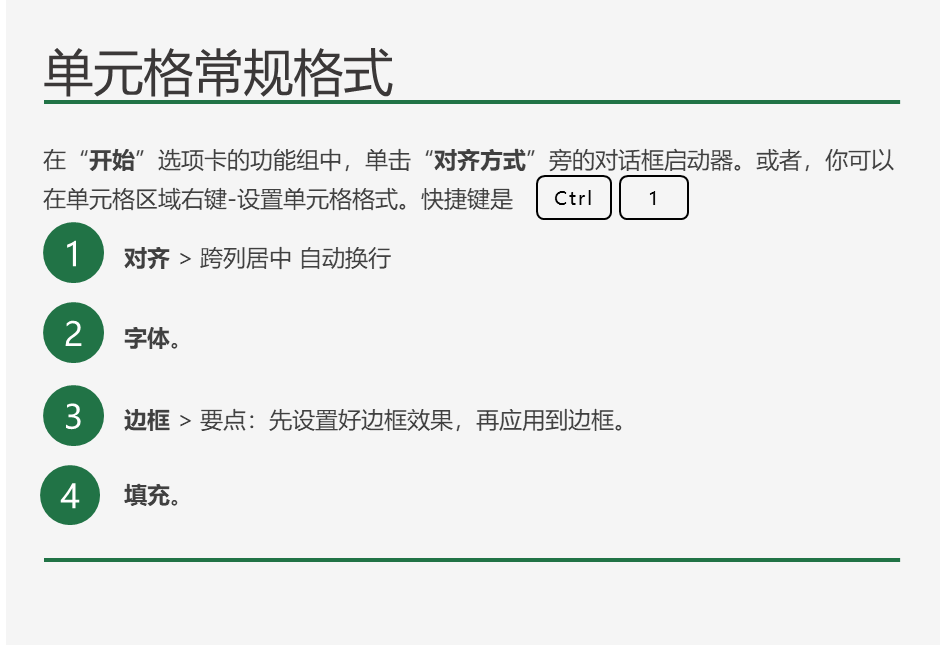 单元格常规格式
在“开始”选项卡的功能组中，单击“对齐方式”旁的对话框启动器。或者，你可以
在单元格区域右键-设置单元格格式。快捷键是 Ctrl 1
1 对齐 > 跨列居中 自动换行
2 字体。
3 边框 > 要点：先设置好边框效果，再应用到边框。
4 填充。